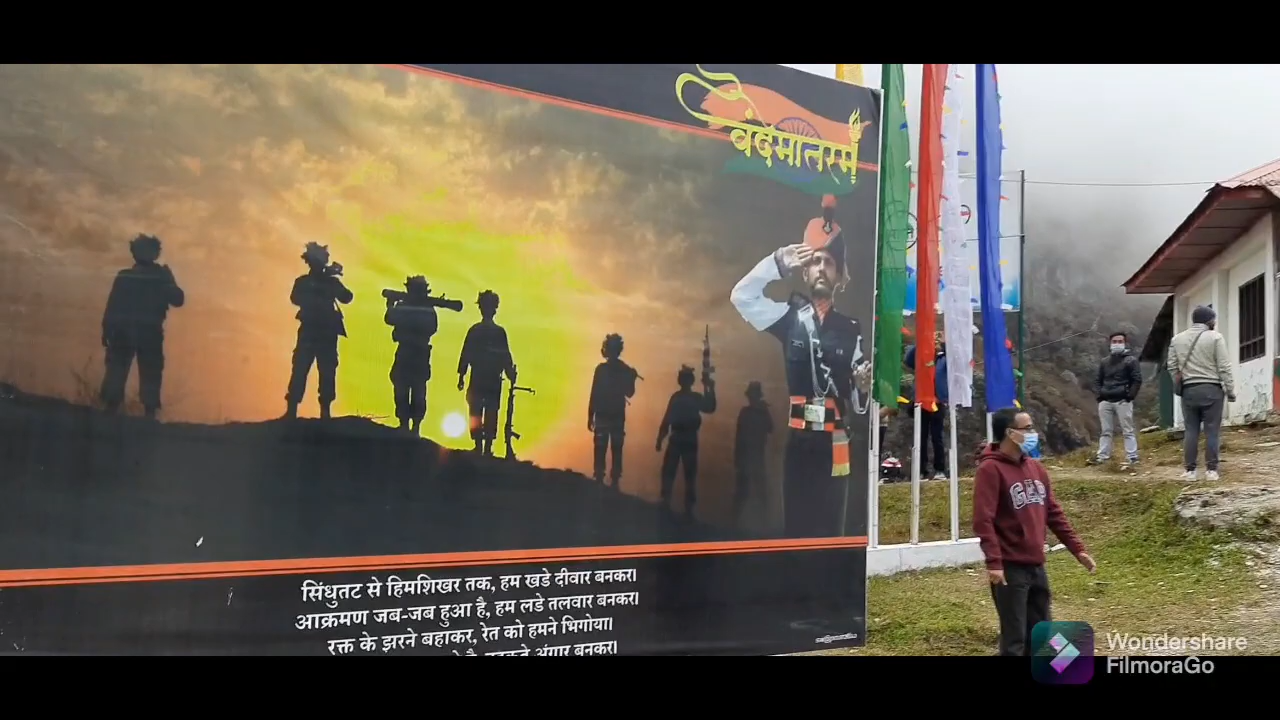 वंदेमातरम्
सिंधुतट से हिमशिखर तक, हम खडे दीवार बनकर।
आक्रमण जब-जब हुआ है, हम लडे तलवार बनकर।
रक्त के झरने बहाकर, रेत को हमने भिगोया।
अंगार बनकर।
GAP
Wondershare
FilmoraGo